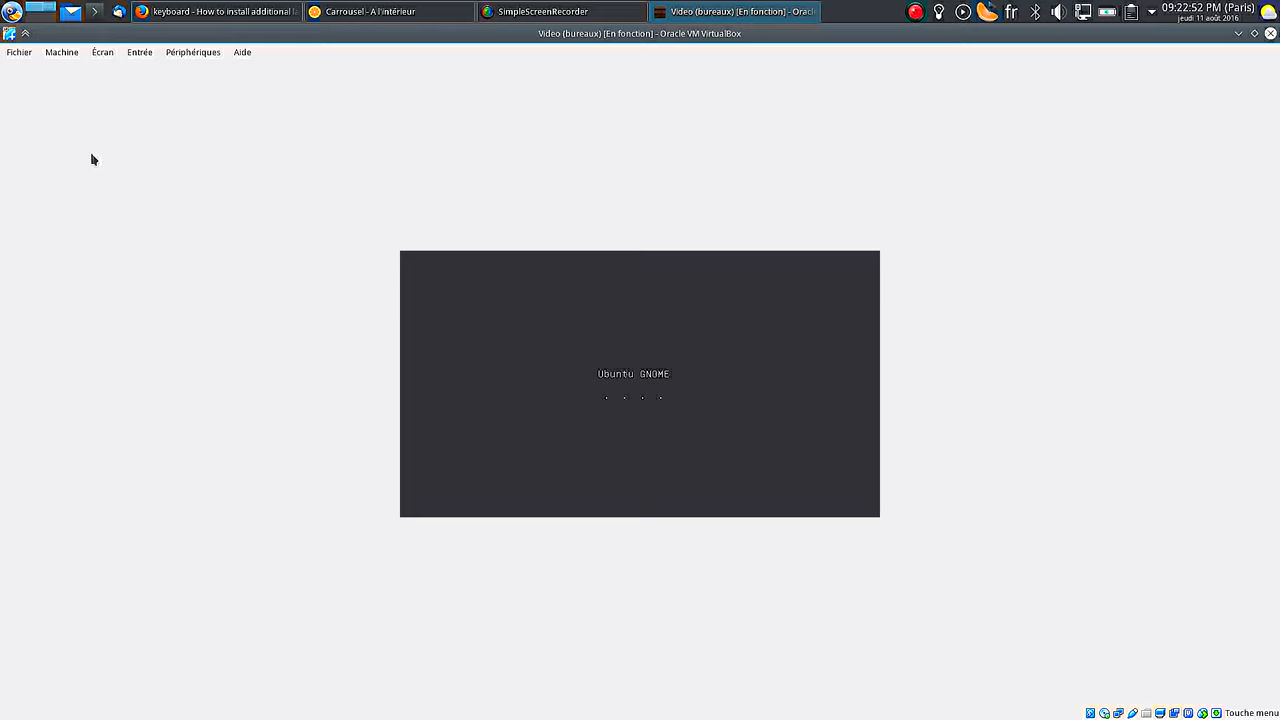 keyboard - How to install additional la
Carrousel - A l'intérieur
SimpleScreenRecorder
Video (bureaux) [En fonction] - Oracl
fr
09:22:52 PM (Paris)
jeudi 11 août 2016
Video (bureaux) [En fonction] - Oracle VM VirtualBox
Fichier Machine Écran Entrée Périphériques Aide
Ubuntu GNOME
. . . .
Touche menu